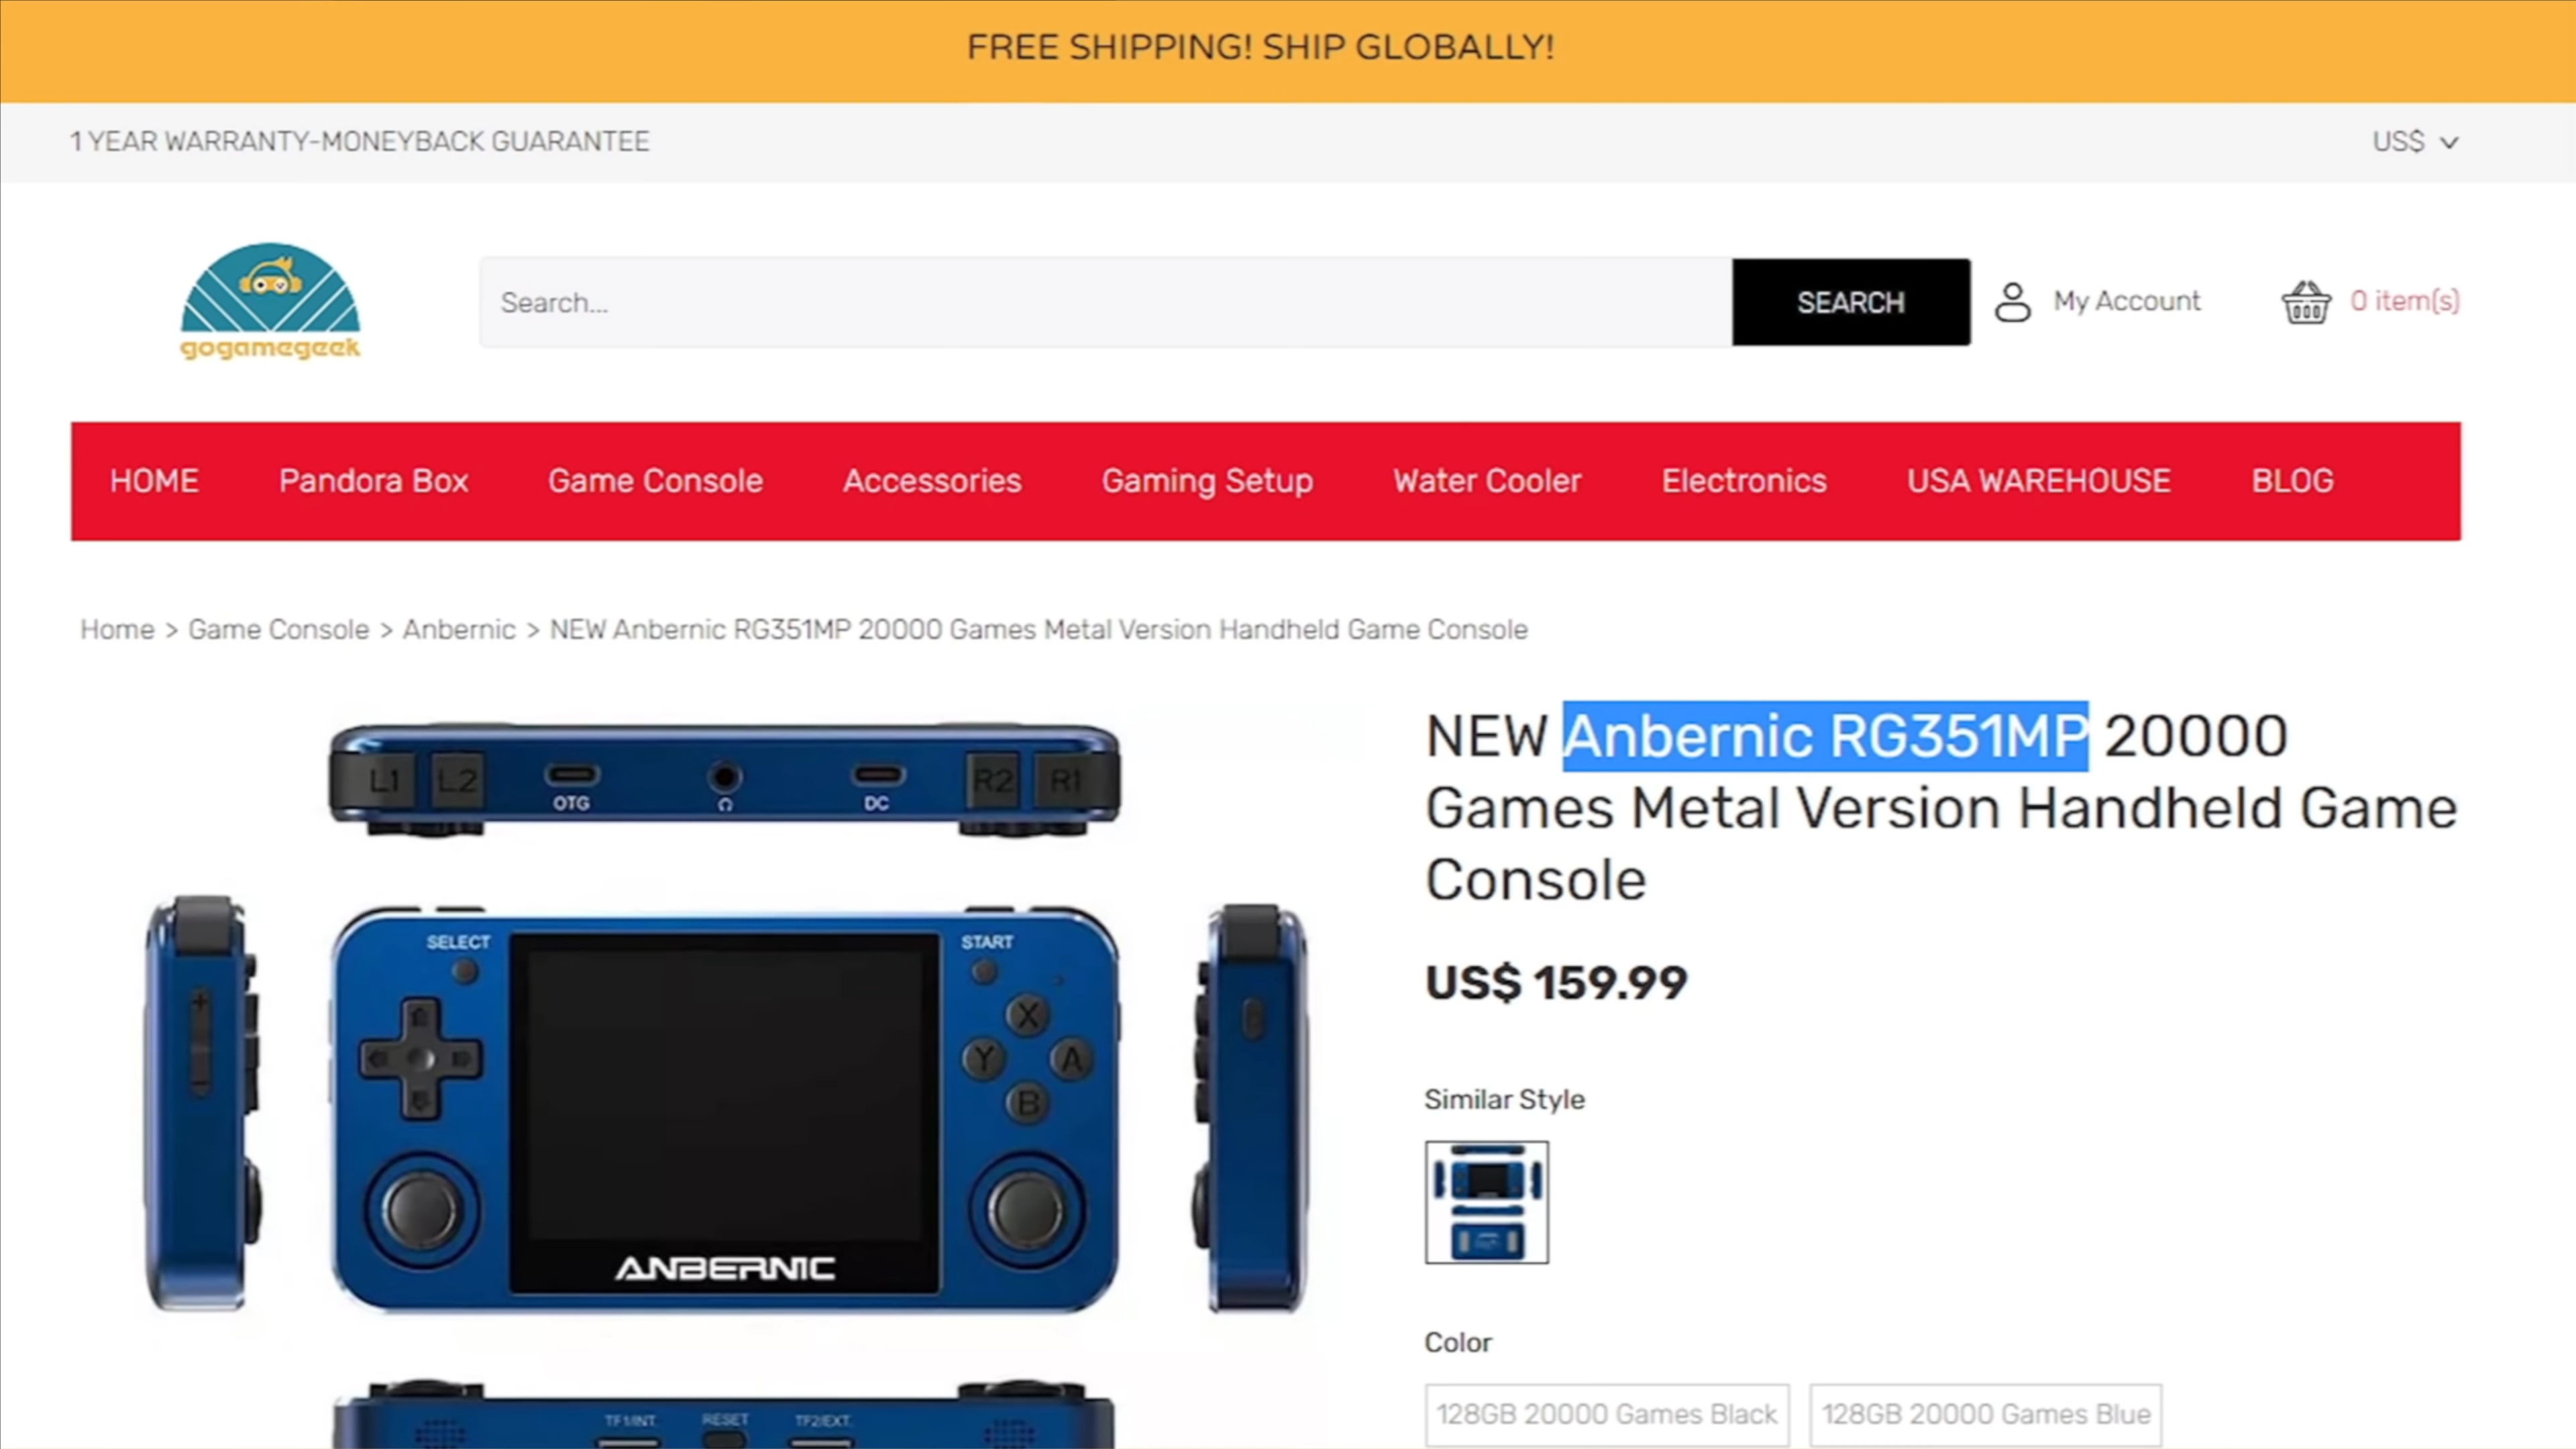 FREE SHIPPING! SHIP GLOBALLY!
1 YEAR WARRANTY-MONEYBACK GUARANTEE
US$
gogamegeek
Search...
SEARCH
My Account
0 item(s)
HOME Pandora Box Game Console Accessories Gaming Setup Water Cooler Electronics USA WAREHOUSE BLOG
Home > Game Console > Anbernic > NEW Anbernic RG351MP 20000 Games Metal Version Handheld Game Console
L1 L2 R2 R1
OTG DC
SELECT START
X
Y A
B
ANBERNIC
TF1/INT. RESET TF2/EXT.
NEW Anbernic RG351MP 20000
Games Metal Version Handheld Game
Console
US$ 159.99
Similar Style
Color
128GB 20000 Games Black
128GB 20000 Games Blue